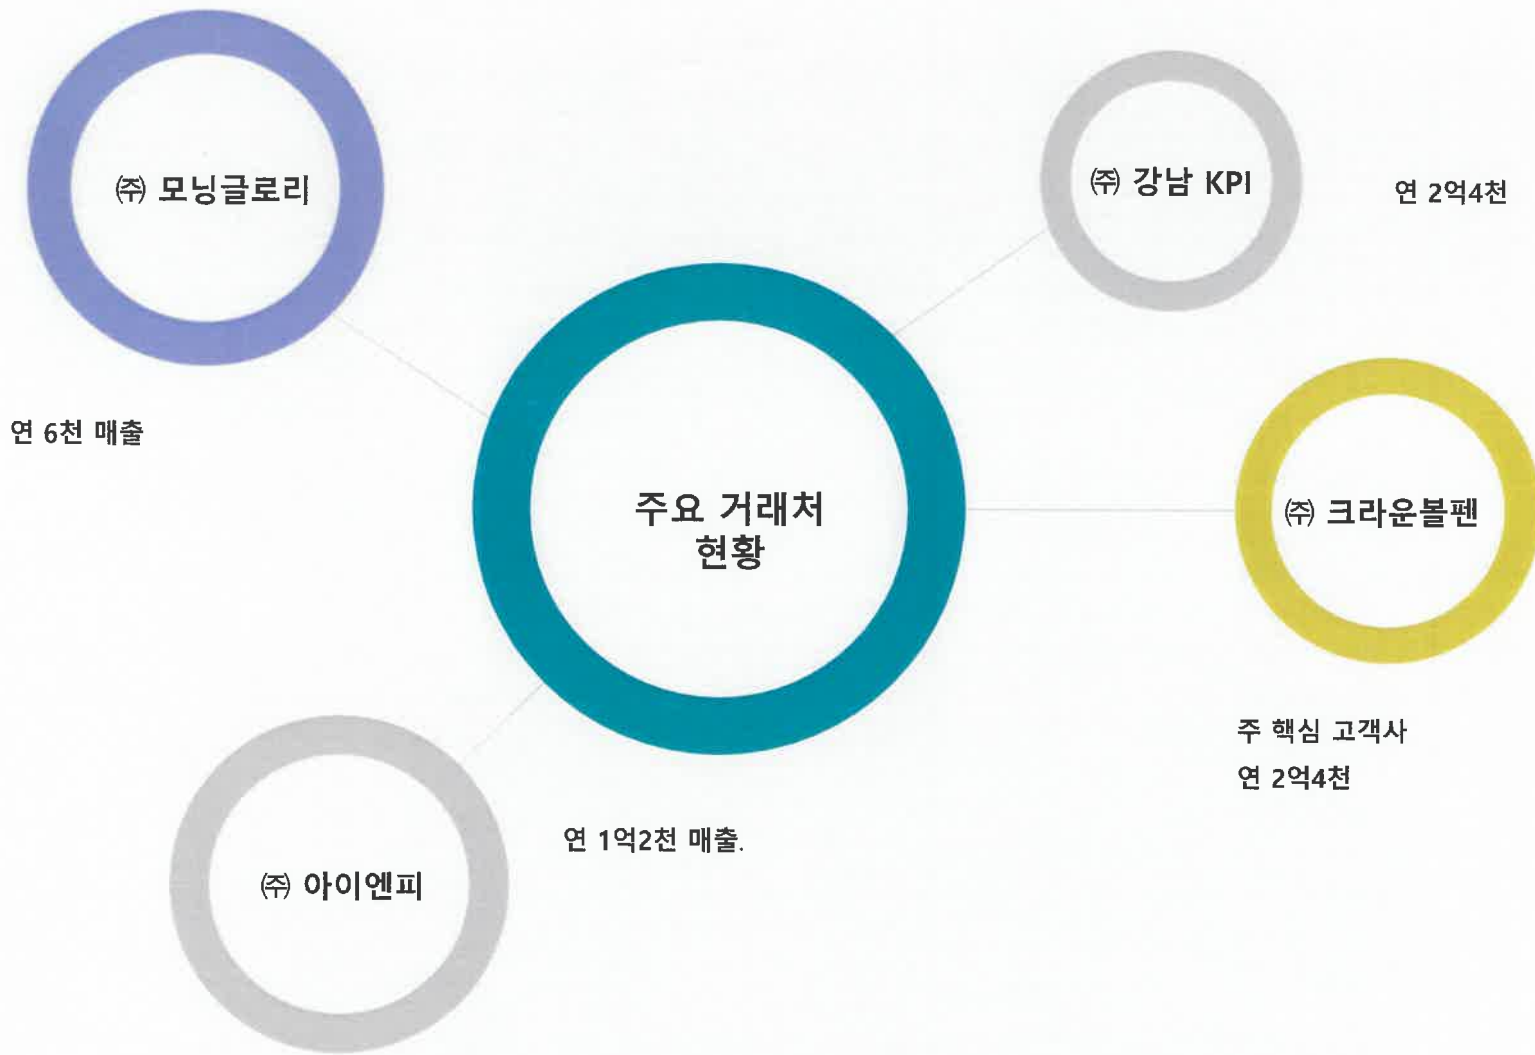 ㈜ 모닝글로리
㈜ 강남 KPI
연 2억4천
연 6천 매출
주요 거래처
현황
㈜ 크라운볼펜
주 핵심 고객사
연 2억4천
연 1억2천 매출.
㈜ 아이엔피